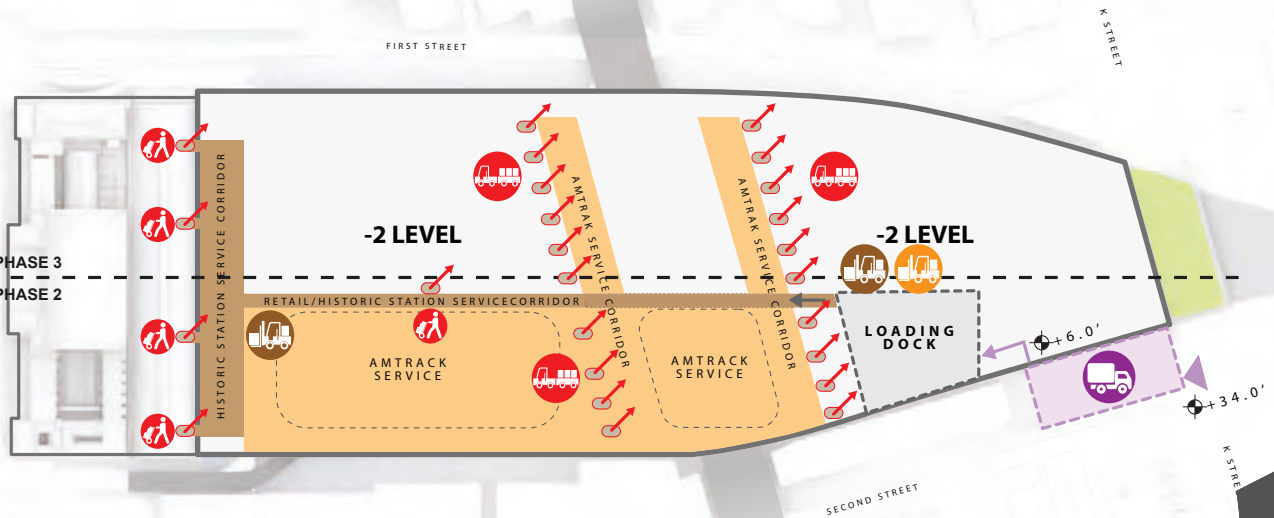 FIRST STREET
K STREET
HISTORIC STATION SERVICE CORRIDOR
AMTRAK SERVICE CORRIDOR
AMTRAK SERVICE CORRIDOR
-2 LEVEL
-2 LEVEL
PHASE 3
PHASE 2
RETAIL/HISTORIC STATION SERVICECORRIDOR
LOADING
DOCK
+6.0'
AMTRACK
SERVICE
AMTRACK
SERVICE
+34.0'
K STRE
SECOND STREET